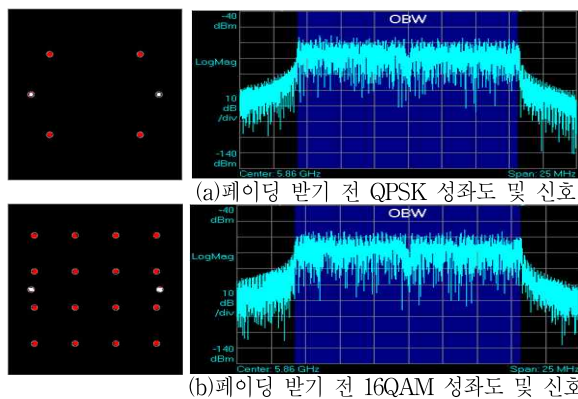 -40
dBm
OBW
LogMag
10
dB
/div
-140
dBm
Center: 5.86 GHz
Span: 25 MHz
(a)페이딩 받기 전 QPSK 성좌도 및 신호
-40
dBm
OBW
LogMag
10
dB
/div
-140
dBm
Center: 5.86 GHz
Span: 25 MHz
(b)페이딩 받기 전 16QAM 성좌도 및 신호